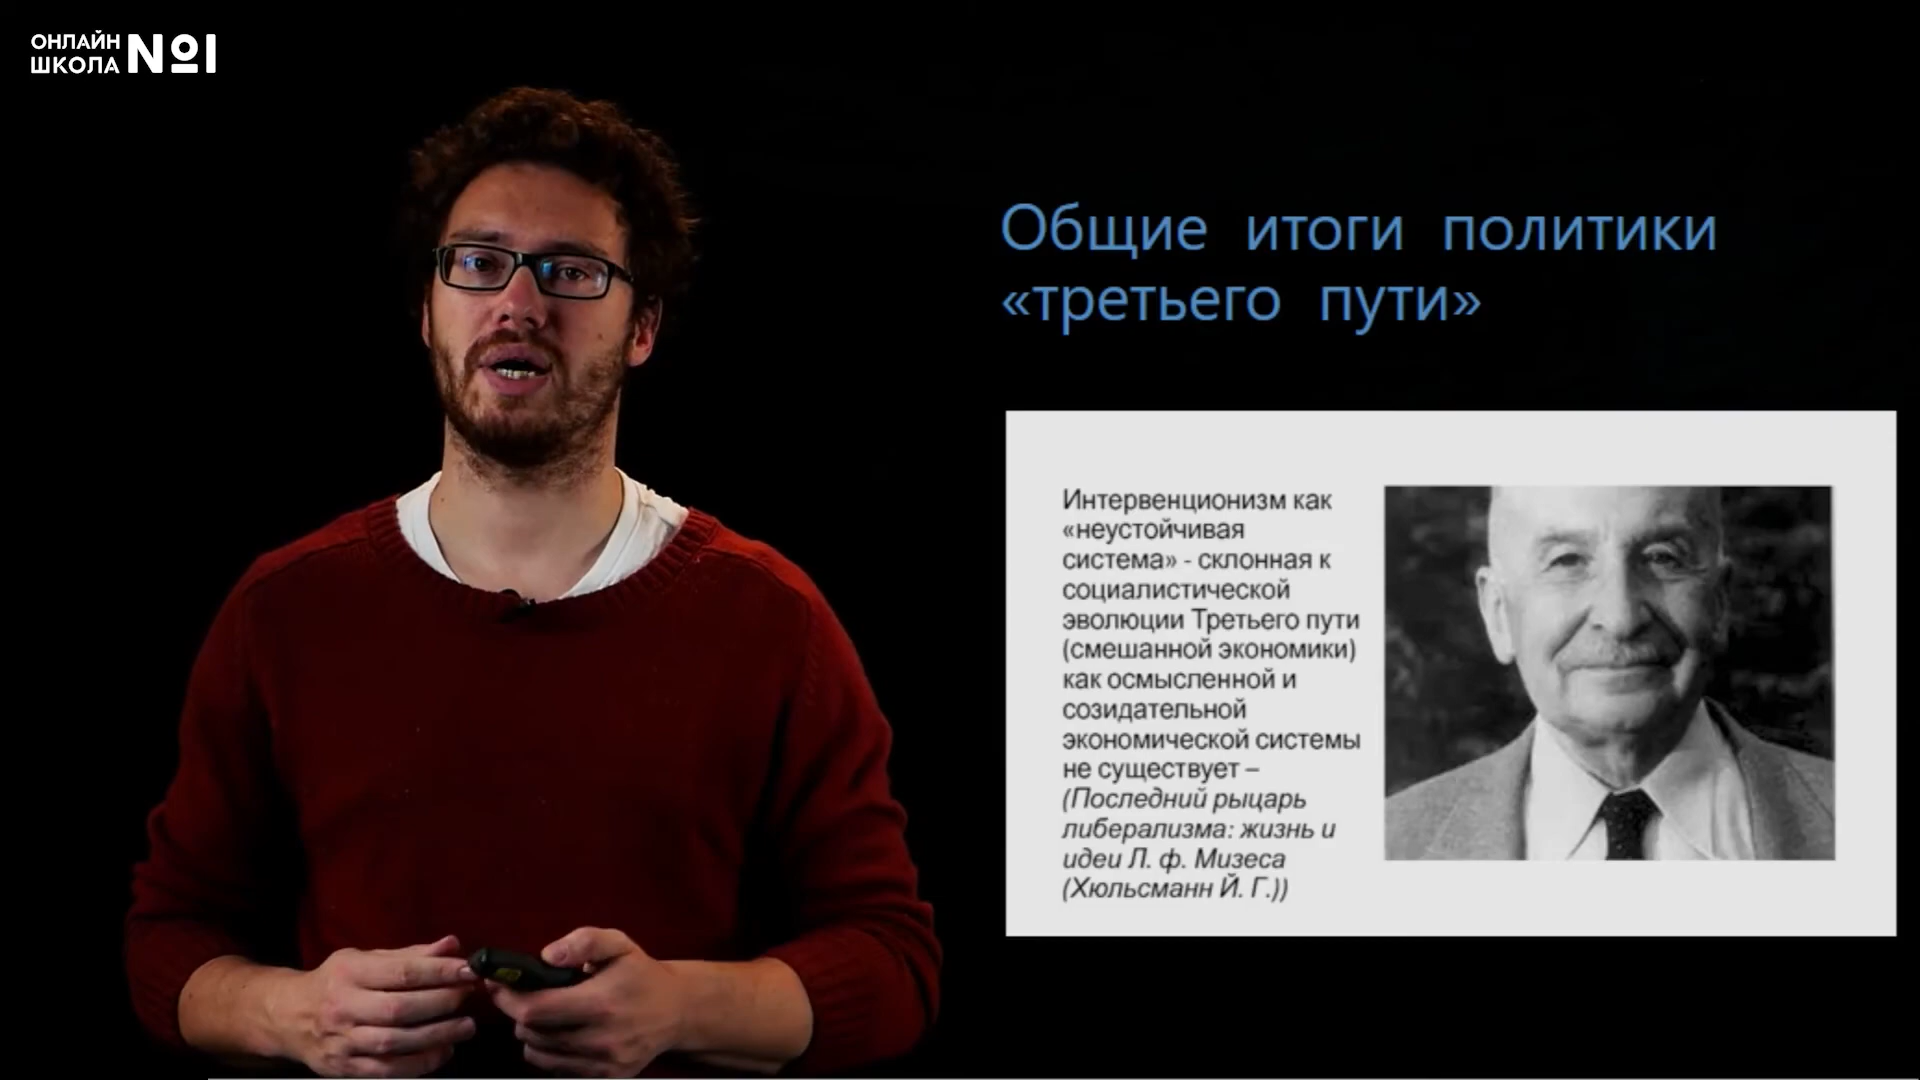 ОНЛАЙН
ШКОЛА №1
Общие итоги политики
«третьего пути»
Интервенционизм как
«неустойчивая
система» - склонная к
социалистической
эволюции Третьего пути
(смешанной экономики)
как осмысленной и
созидательной
экономической системы
не существует –
(Последний рыцарь
либерализма: жизнь и
идеи Л. ф. Мизеса
(Хюльсманн Й. Г.))